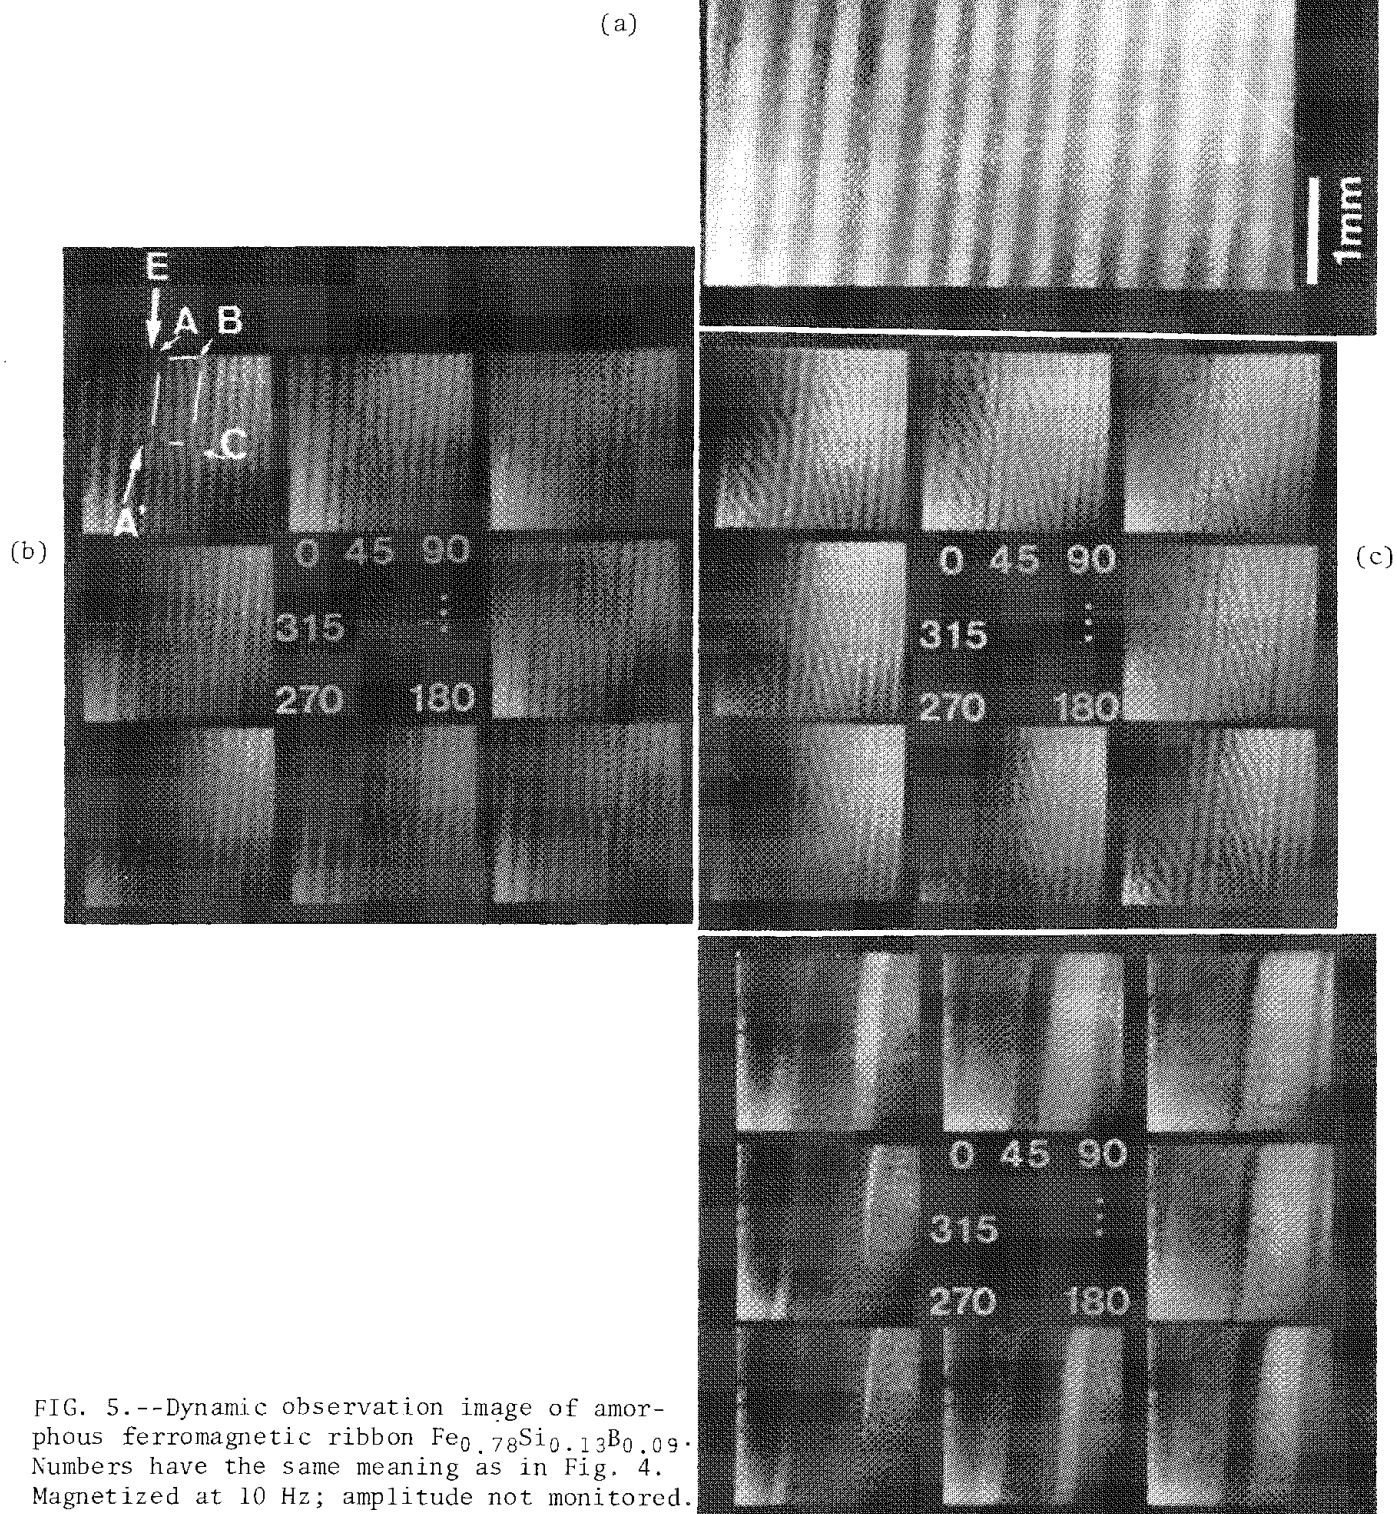 (a)
1mm
E
A B
C
A'
(b)
0 45 90
315
270 180
(c)
0 45 90
315
270 180
0 45 90
315
270 180
FIG. 5.--Dynamic observation image of amor-
phous ferromagnetic ribbon Fe0.78Si0.13B0.09.
Numbers have the same meaning as in Fig. 4.
Magnetized at 10 Hz; amplitude not monitored.